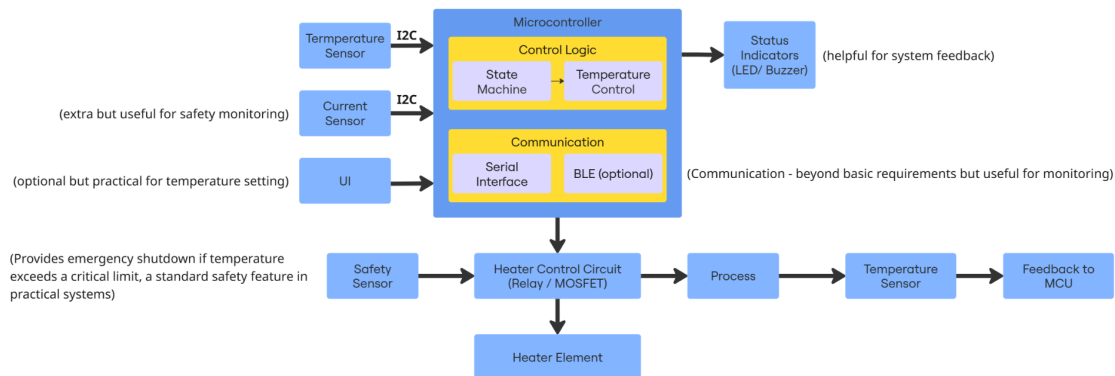 Microcontroller
Termperature
Sensor
I2C
Control Logic
State
Machine
Temperature
Control
Status
Indicators
(LED/ Buzzer)
(helpful for system feedback)
(extra but useful for safety monitoring)
Current
Sensor
I2C
Communication
Serial
Interface
BLE (optional)
(optional but practical for temperature setting)
UI
(Communication - beyond basic requirements but useful for monitoring)
(Provides emergency shutdown if temperature
exceeds a critical limit, a standard safety feature in
practical systems)
Safety
Sensor
Heater Control Circuit
(Relay / MOSFET)
Process
Temperature
Sensor
Feedback to
MCU
Heater Element